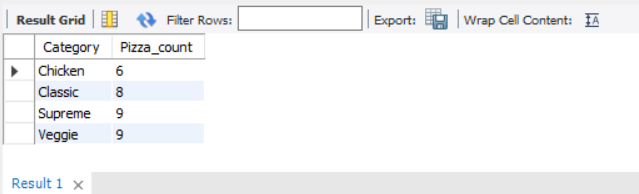 Result Grid Filter Rows: Export: Wrap Cell Content:
Category Pizza_count
Chicken 6
Classic 8
Supreme 9
Veggie 9
Result 1